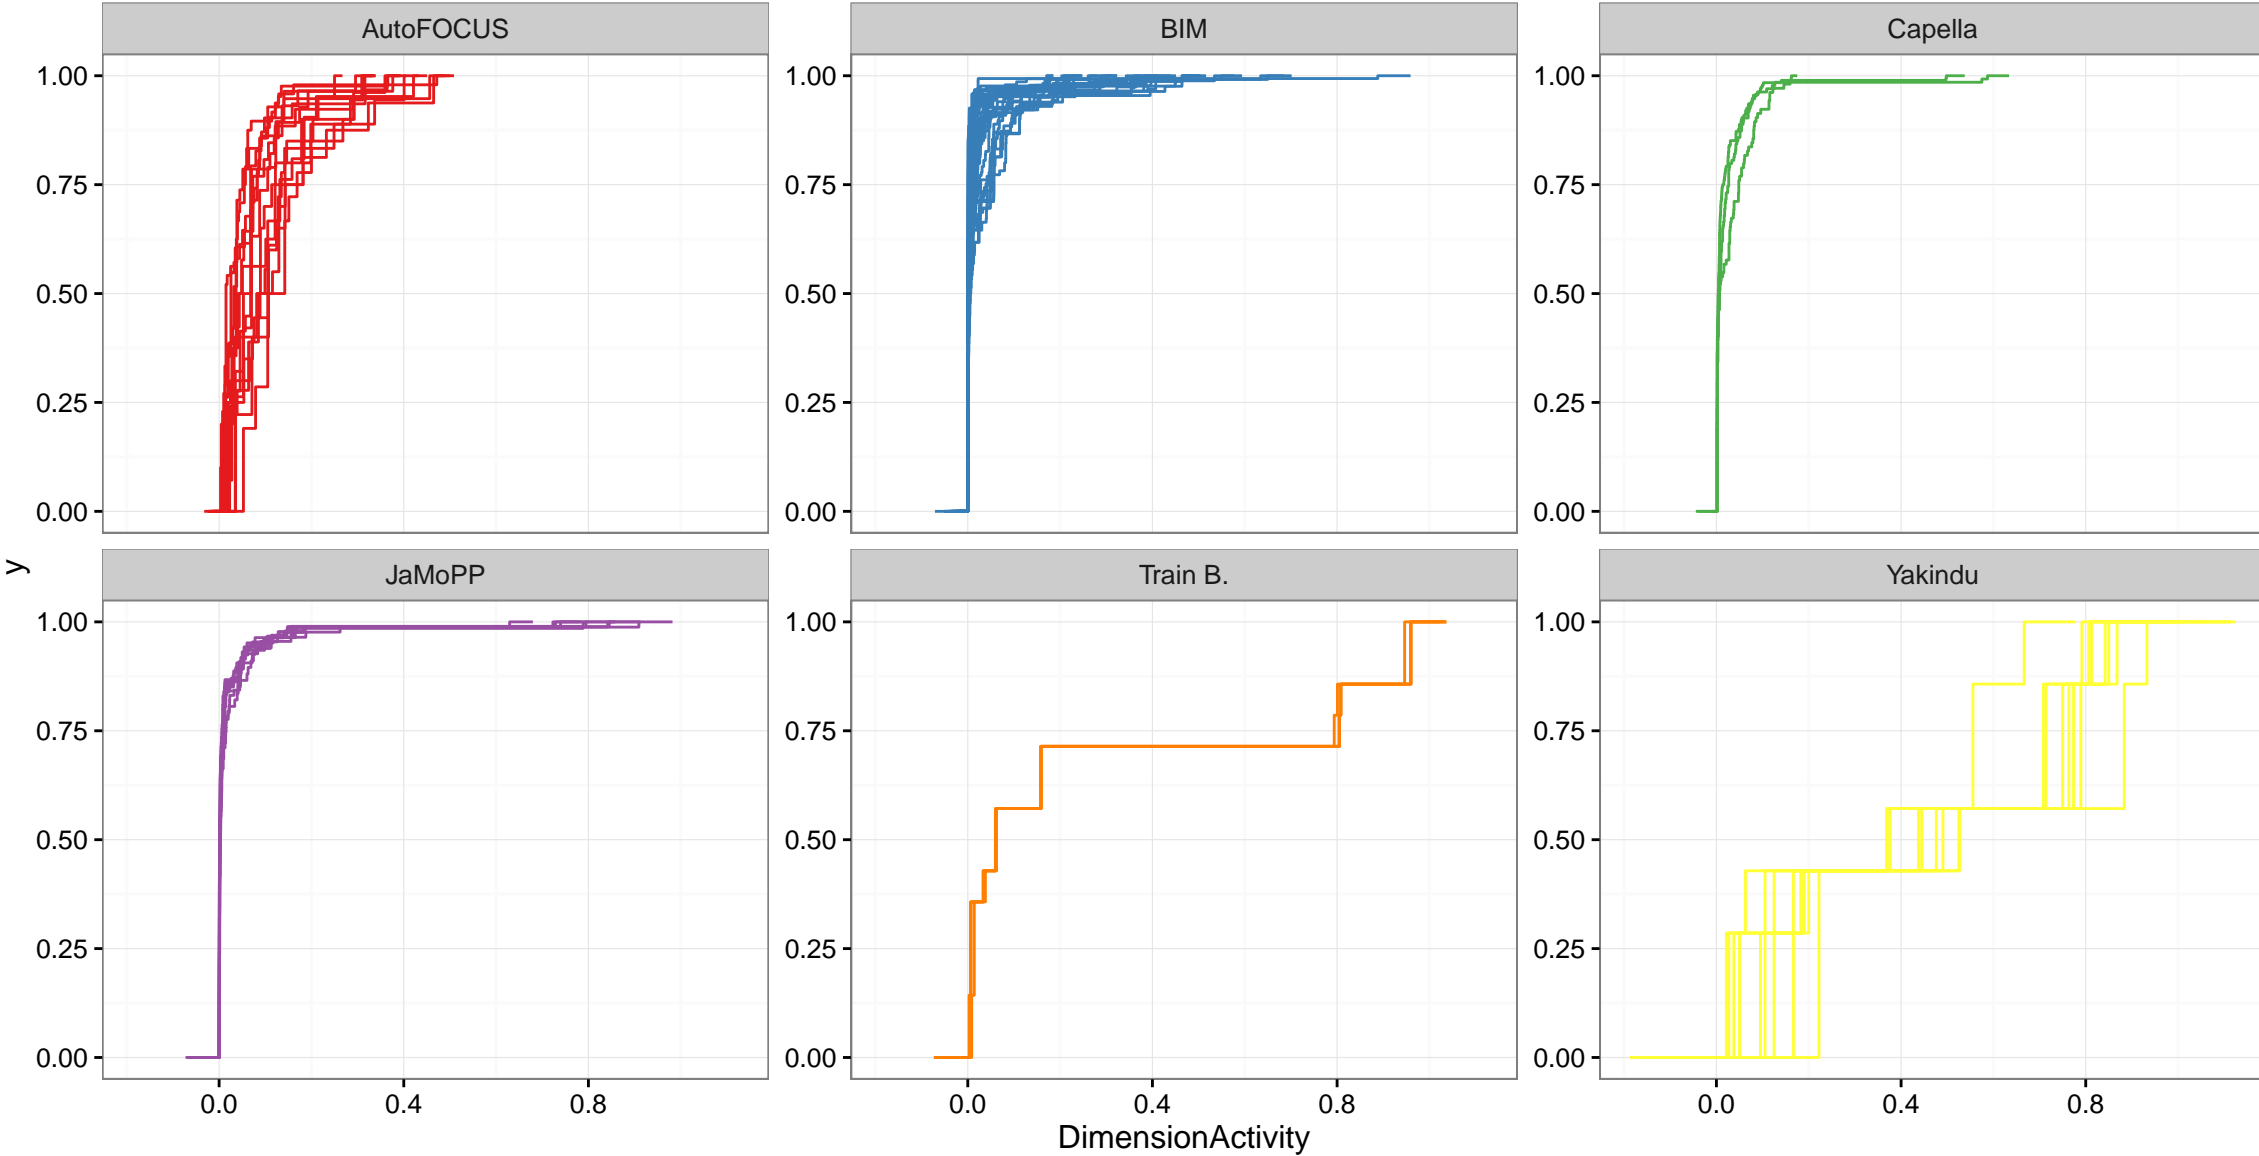 AutoFOCUS BIM Capella
1.00 1.00 1.00
0.75 0.75 0.75
0.50 0.50 0.50
0.25 0.25 0.25
0.00 0.00 0.00
y
JaMoPP Train B. Yakindu
1.00 1.00 1.00
0.75 0.75 0.75
0.50 0.50 0.50
0.25 0.25 0.25
0.00 0.00 0.00
0.0 0.4 0.8 0.0 0.4 0.8 0.0 0.4 0.8
DimensionActivity